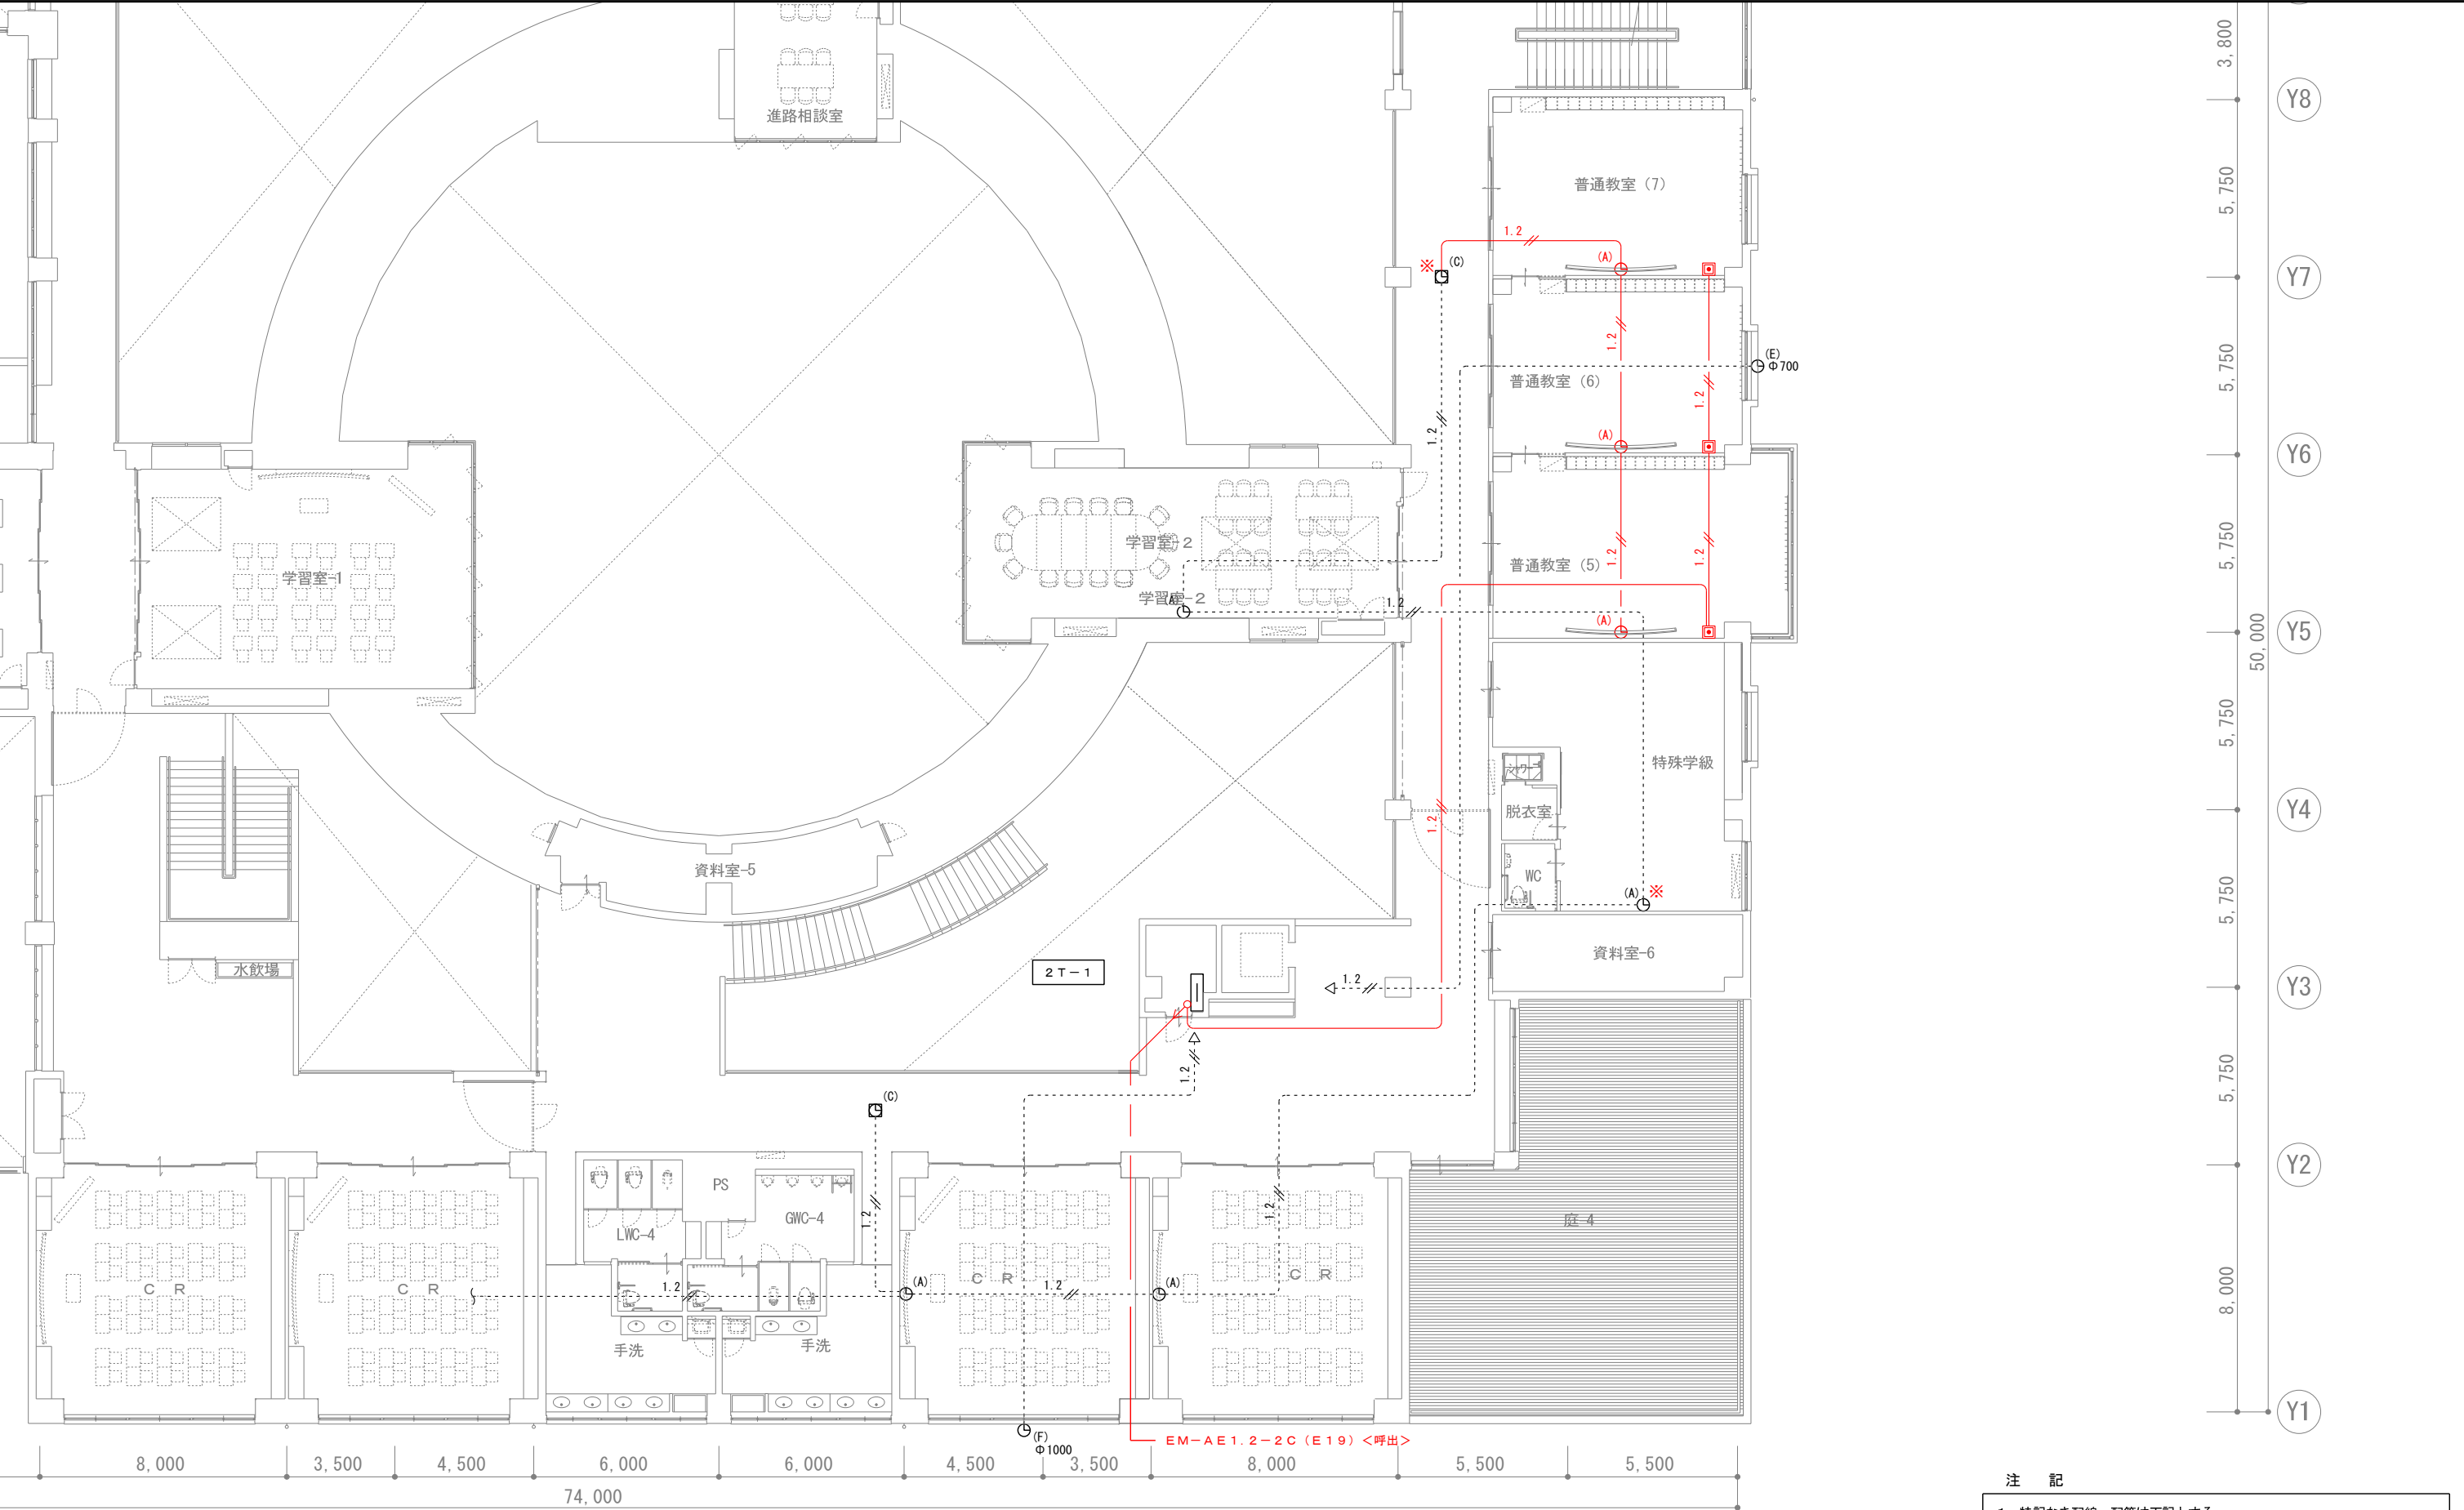 3,800
Y8
進路相談室
5,750
普通教室（7）
1.2
(A)
※
(C)
Y7
1.2
(E)
Φ700
5,750
普通教室（6）
1.2
1.2
(A)
Y6
学習室-2
5,750
普通教室（5）
1.2
1.2
学習室-1
学習室-2
(A)
1.2
(A)
Y5
50,000
5,750
特殊学級
シャワー
脱衣室
1.2
Y4
資料室-5
WC
(A)
※
5,750
資料室-6
水飲場
２Ｔ－１
1.2
Y3
5,750
1.2
(C)
Y2
PS
GWC-4
LWC-4
1.2
1.2
庭-4
Ｃ Ｒ
Ｃ Ｒ
1.2
(A)
Ｃ Ｒ
1.2
(A)
Ｃ Ｒ
8,000
手洗
手洗
Y1
(F)
Φ1000
ＥＭ－ＡＥ１．２－２Ｃ（Ｅ１９）＜呼出＞
8,000
3,500
4,500
6,000
6,000
4,500
3,500
8,000
5,500
5,500
74,000
注　記